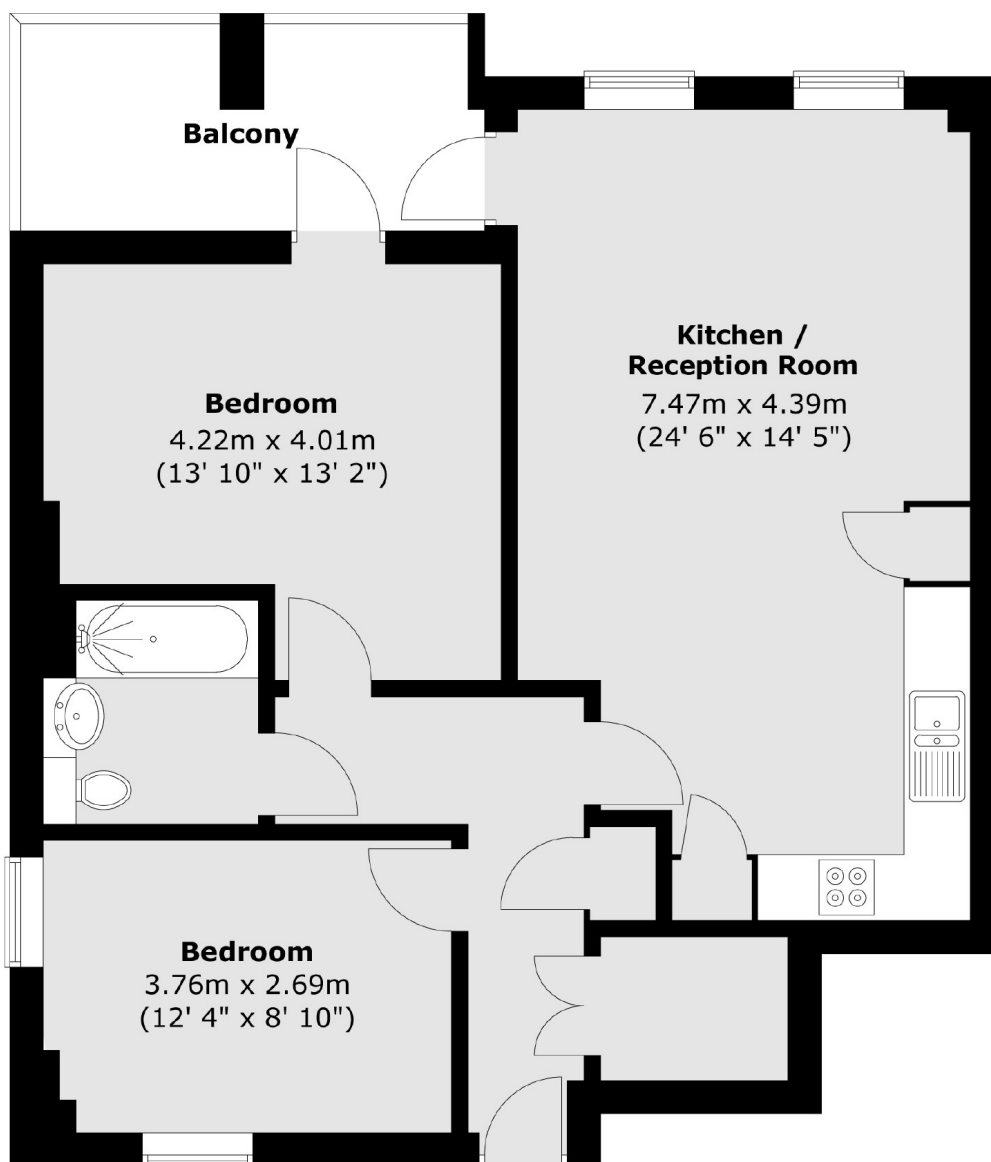 Balcony
Kitchen /
Reception Room
7.47m x 4.39m
(24' 6" x 14' 5")
Bedroom
4.22m x 4.01m
(13' 10" x 13' 2")
Bedroom
3.76m x 2.69m
(12' 4" x 8' 10")